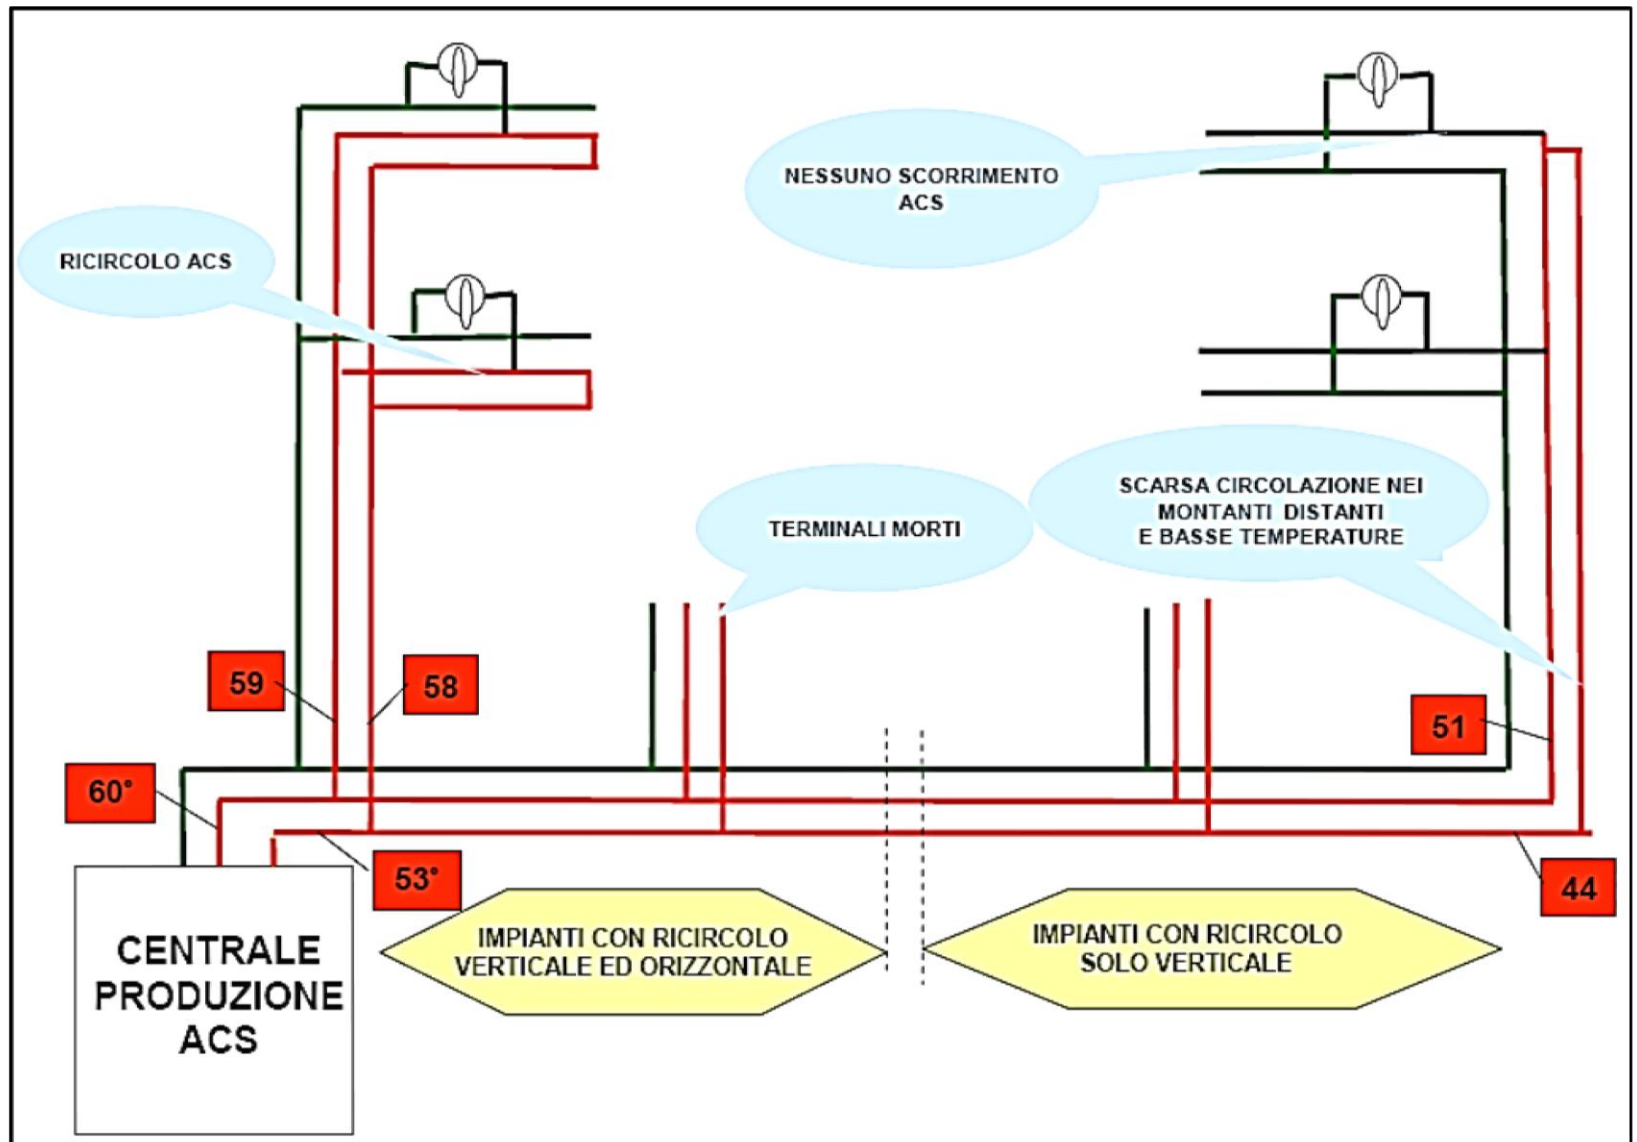 NESSUNO SCORRIMENTO
ACS
RICIRCOLO ACS
SCARSA CIRCOLAZIONE NEI
MONTANTI DISTANTI
E BASSE TEMPERATURE
TERMINALI MORTI
59
58
51
60°
53°
44
IMPIANTI CON RICIRCOLO
VERTICALE ED ORIZZONTALE
IMPIANTI CON RICIRCOLO
SOLO VERTICALE
CENTRALE
PRODUZIONE
ACS